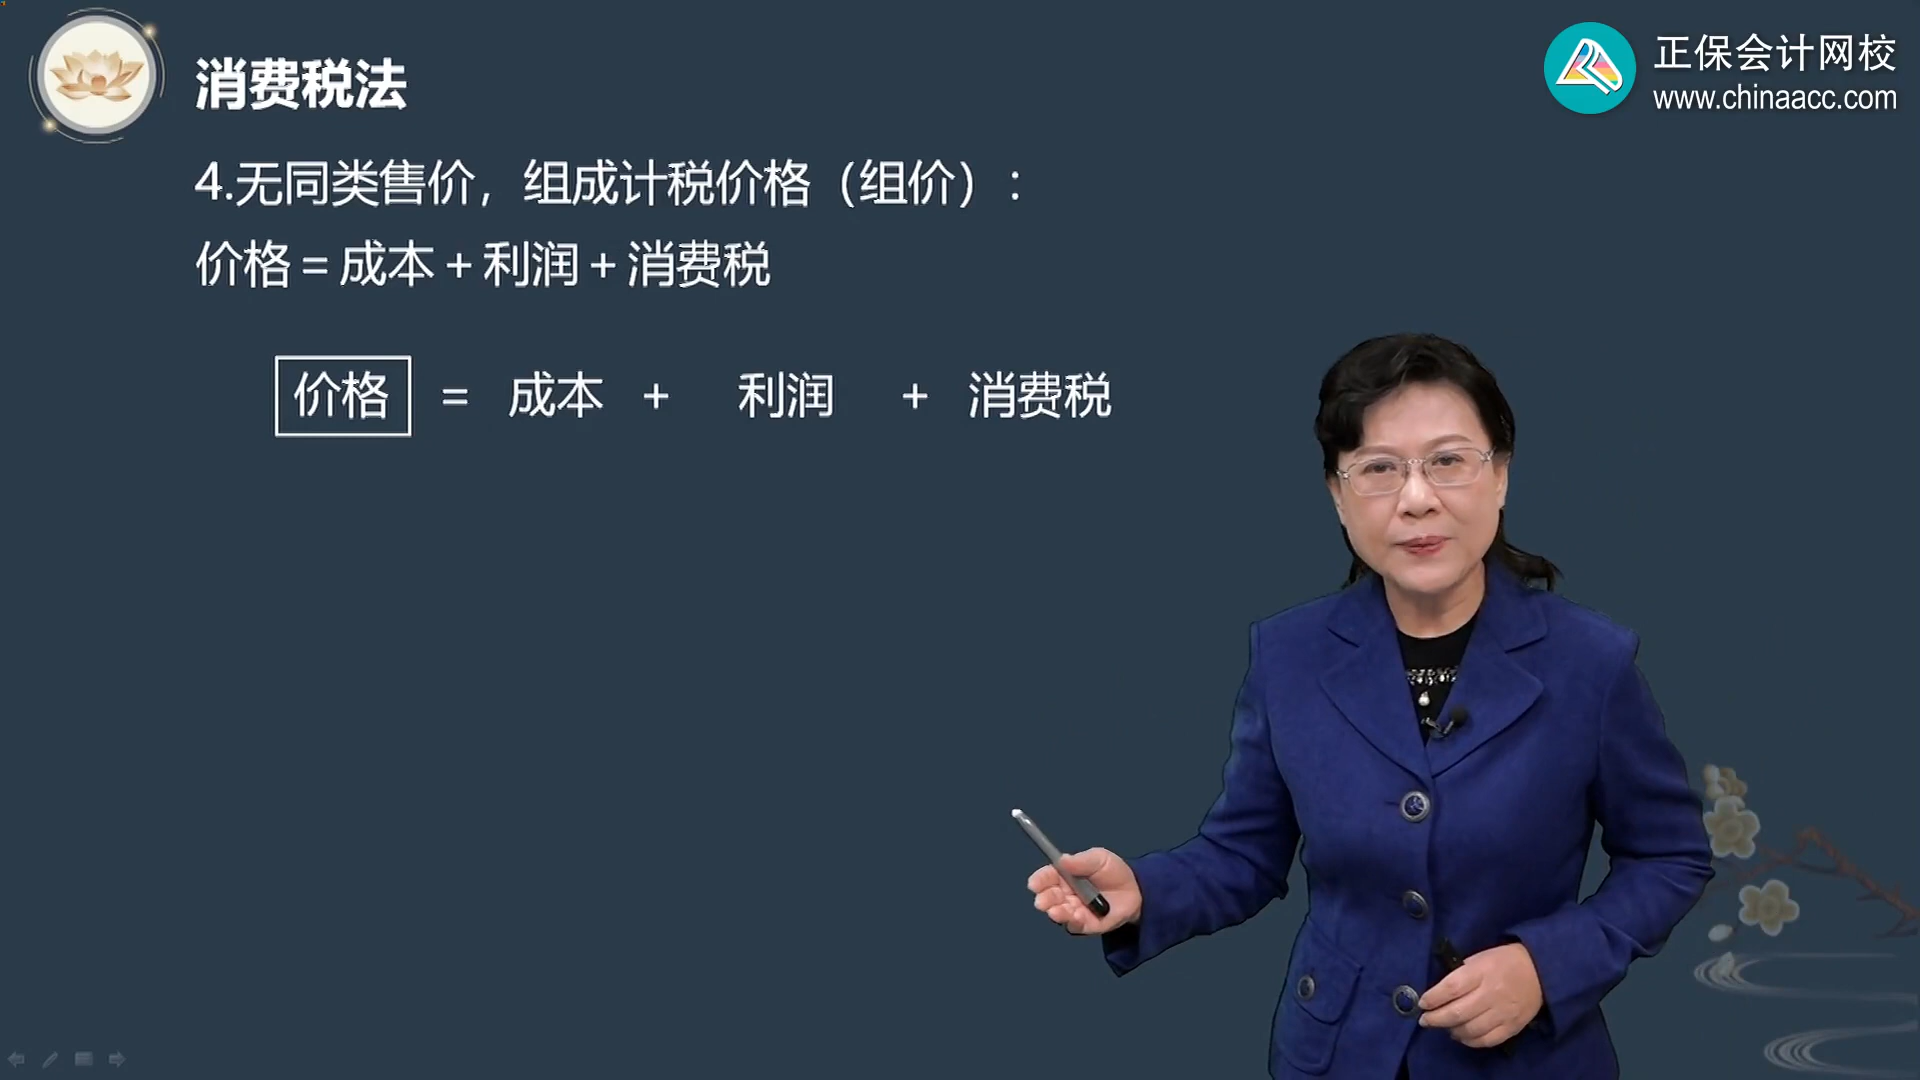 消费税法
正保会计网校
www.chinaacc.com
4.无同类售价，组成计税价格（组价）：
价格＝成本＋利润＋消费税
价格 = 成本 + 利润 + 消费税